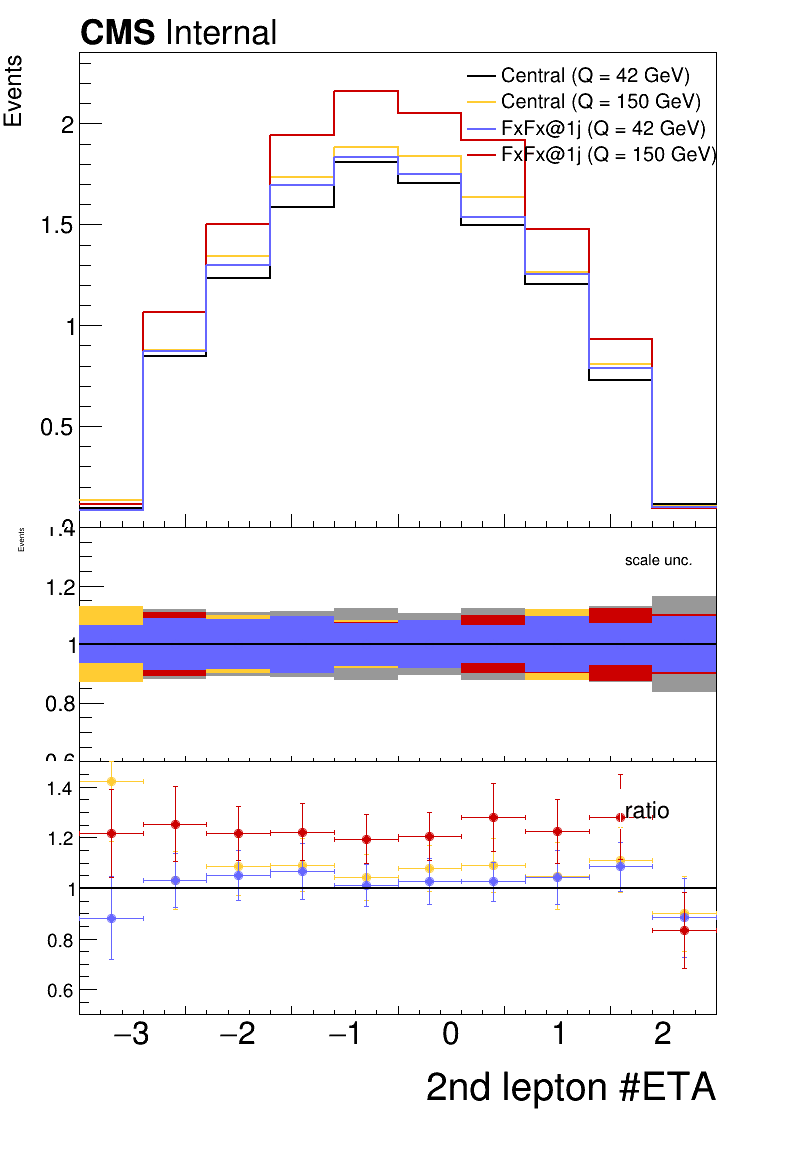 CMS Internal
Events
Central (Q = 42 GeV)
Central (Q = 150 GeV)
FxFx@1j (Q = 42 GeV)
FxFx@1j (Q = 150 GeV)
2
1.5
1
0.5
0
Events
1.4
scale unc.
1.2
1
0.8
0.6
1.4
ratio
1.2
1
0.8
0.6
−3 −2 −1 0 1 2
2nd lepton #ETA